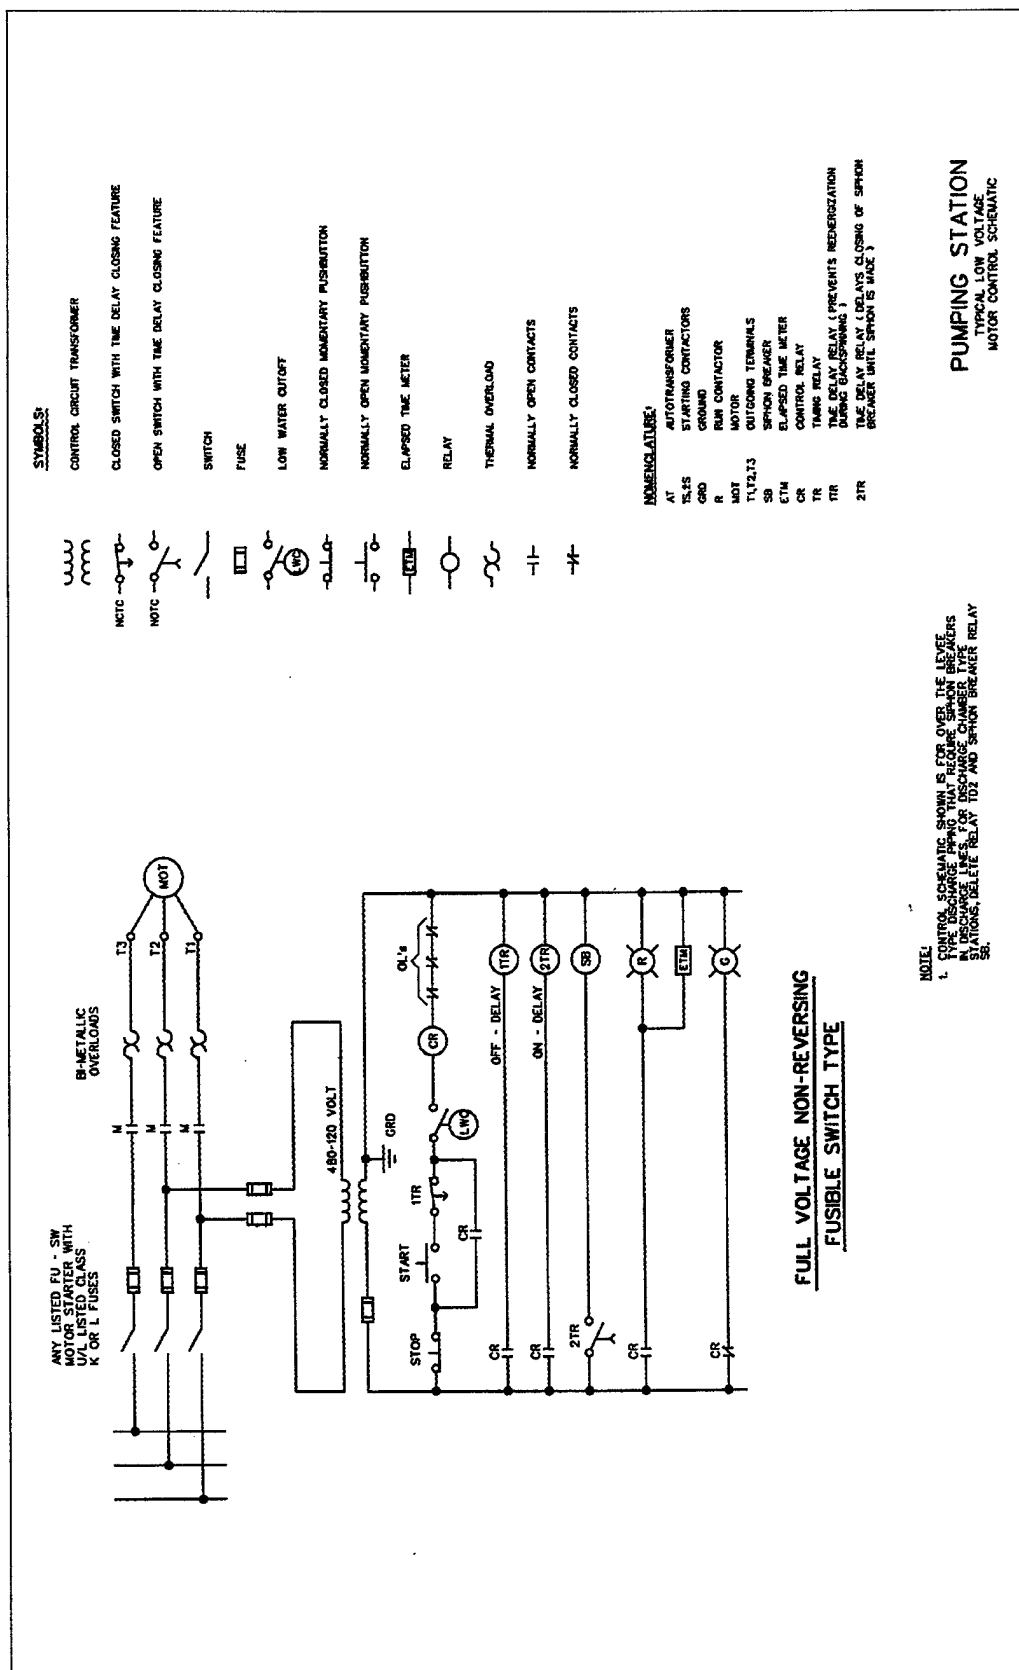 SYMBOLS:
CONTROL CIRCUIT TRANSFORMER
NCTC
CLOSED SWITCH WITH TIME DELAY CLOSING FEATURE
NOTC
OPEN SWITCH WITH TIME DELAY CLOSING FEATURE
SWITCH
FUSE
LWC
LOW WATER CUTOFF
NORMALLY CLOSED MOMENTARY PUSHBUTTON
NORMALLY OPEN MOMENTARY PUSHBUTTON
ETM
ELAPSED TIME METER
RELAY
THERMAL OVERLOAD
NORMALLY OPEN CONTACTS
NORMALLY CLOSED CONTACTS
NOMENCLATURE:
AT AUTOTRANSFORMER
1S,2S STARTING CONTACTORS
GRD GROUND
R RUN CONTACTOR
MOT MOTOR
T1,T2,T3 OUTGOING TERMINALS
SB SIPHON BREAKER
ETM ELAPSED TIME METER
CR CONTROL RELAY
TR TIMING RELAY
1TR TIME DELAY RELAY ( PREVENTS REENERGIZATION
DURING BACKSPINNING )
2TR TIME DELAY RELAY ( DELAYS CLOSING OF SIPHON
BREAKER UNTIL SIPHON IS MADE )
ANY LISTED FU - SW
MOTOR STARTER WITH
U/L LISTED CLASS
K OR L FUSES
BI-METALLIC
OVERLOADS
M
M
M
T3
T2
T1
MOT
480-120 VOLT
GRD
STOP
START
1TR
CR
LWC
CR
OL's
CR
OFF - DELAY
1TR
CR
ON - DELAY
2TR
2TR
SB
CR
R
ETM
CR
G
FULL VOLTAGE NON-REVERSING
FUSIBLE SWITCH TYPE
NOTE:
1. CONTROL SCHEMATIC SHOWN IS FOR OVER THE LEVEE
TYPE DISCHARGE PIPING THAT REQUIRE SIPHON BREAKERS
IN DISCHARGE LINES. FOR DISCHARGE CHAMBER TYPE
STATIONS, DELETE RELAY TD2 AND SIPHON BREAKER RELAY
SB.
PUMPING STATION
TYPICAL LOW VOLTAGE
MOTOR CONTROL SCHEMATIC